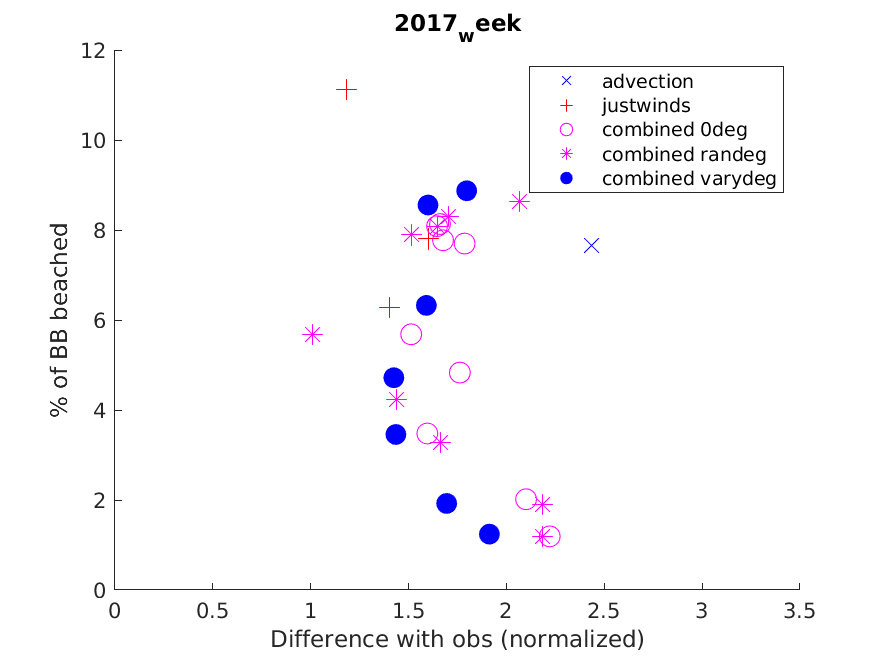 2017_week
12
10
8
6
4
2
0
% of BB beached
advection
justwinds
combined 0deg
combined randeg
combined varydeg
0 0.5 1 1.5 2 2.5 3 3.5
Difference with obs (normalized)